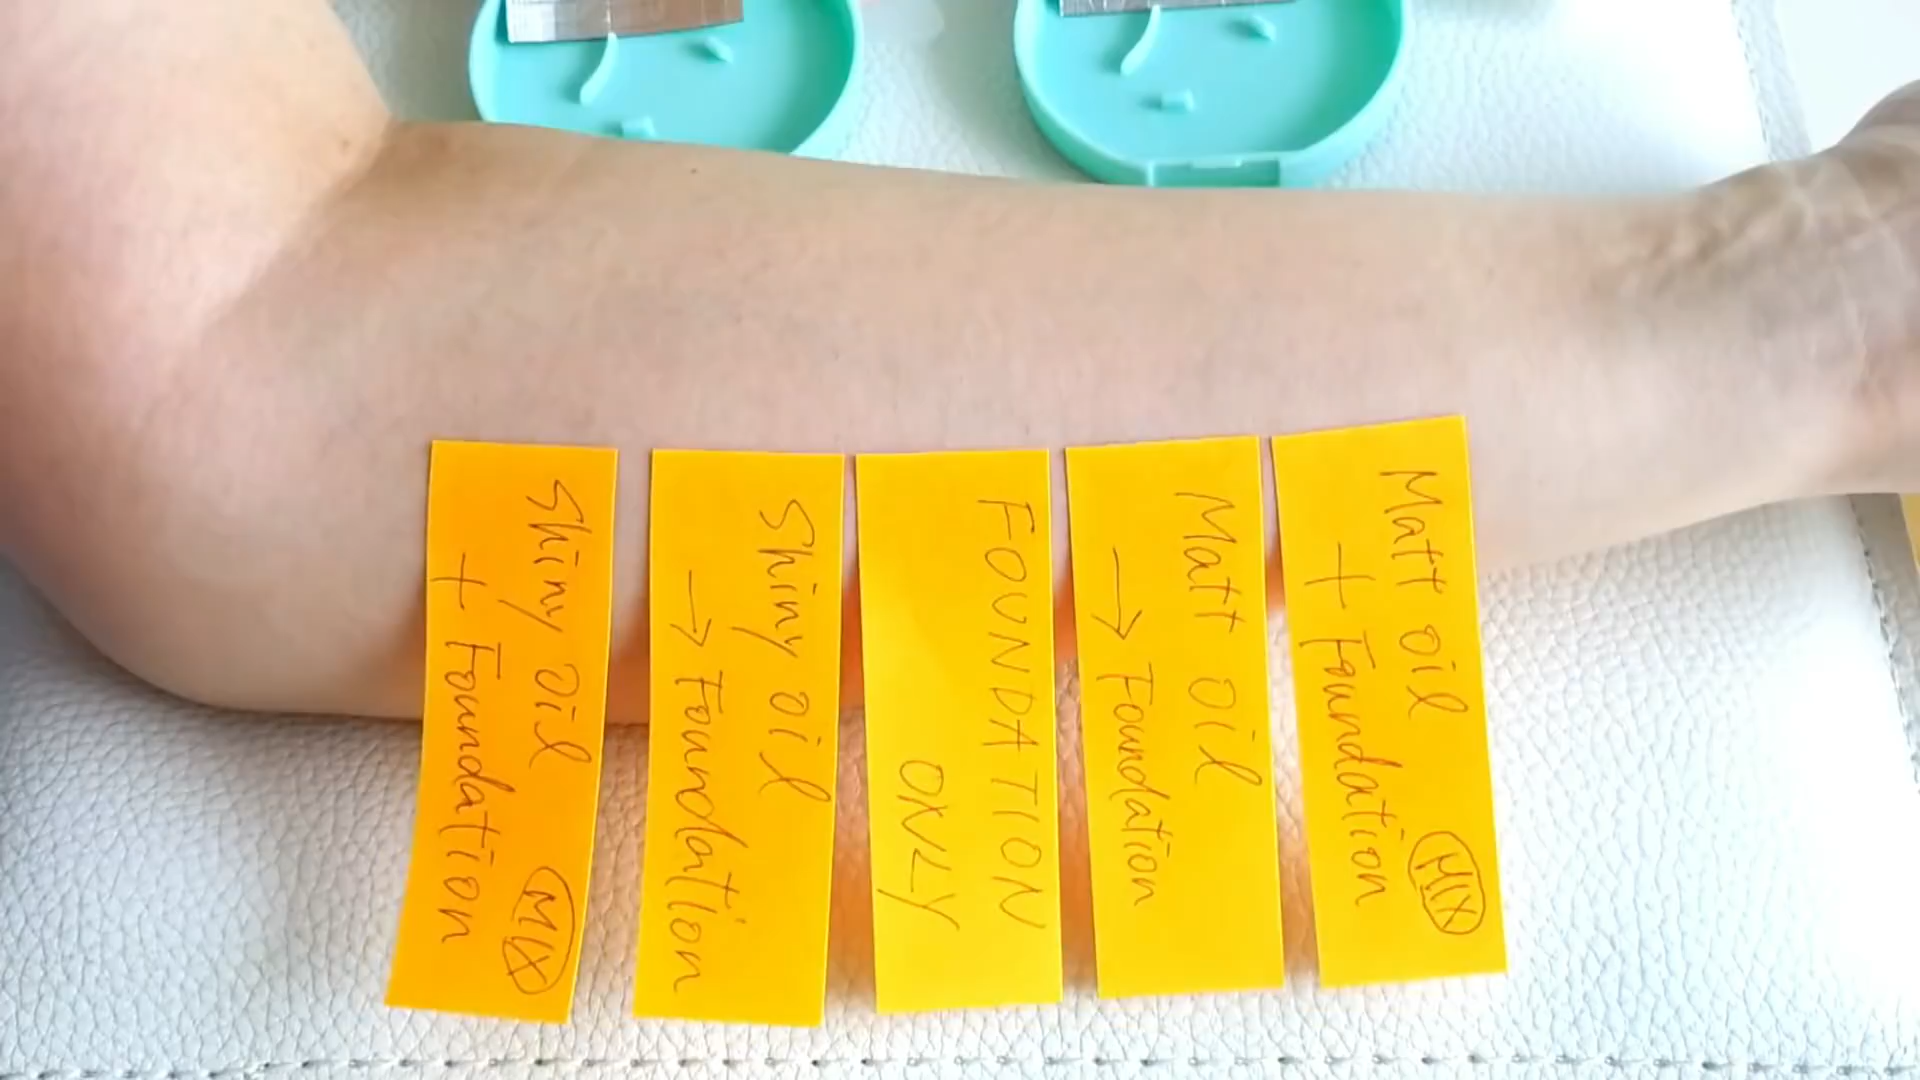 Shiny oil
+ Foundation
MIX
Shiny oil
→ Foundation
FOUNDATION
ONLY
Matt oil
→ Foundation
Matt oil
+ Foundation
MIX